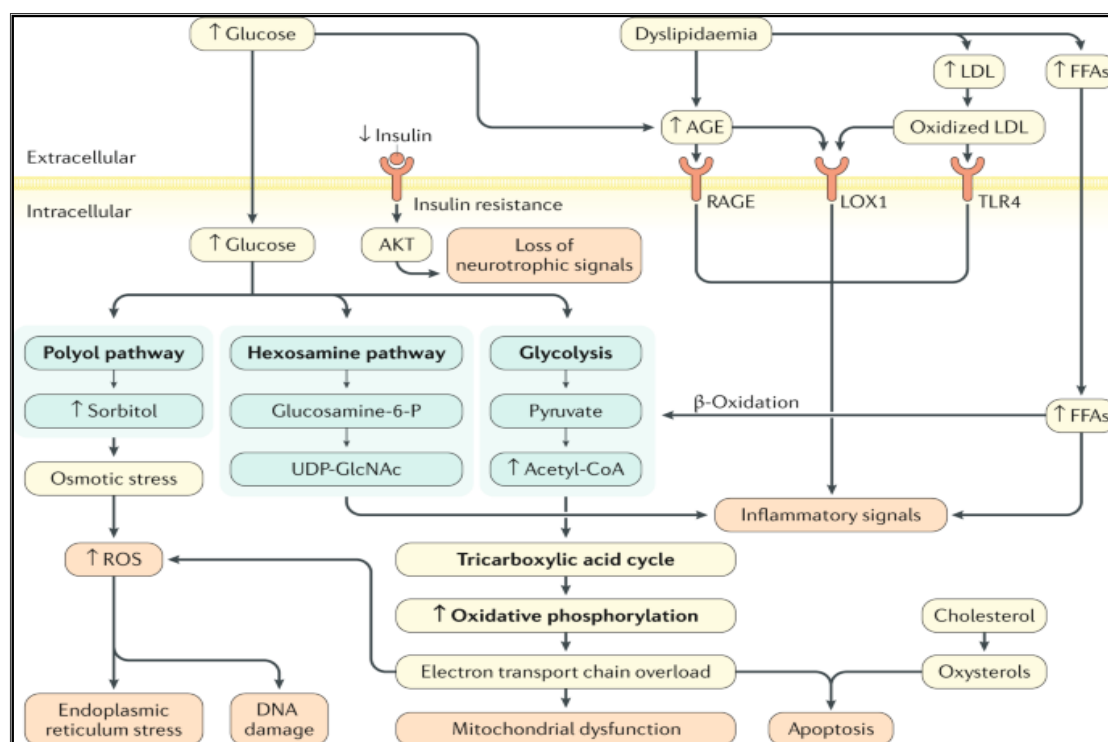 ↑ Glucose
Dyslipidaemia
↑ LDL
↑ FFAs
↑ AGE
Oxidized LDL
↓ Insulin
Extracellular
Intracellular
Insulin resistance
RAGE
LOX1
TLR4
↑ Glucose
AKT
Loss of
neurotrophic signals
Polyol pathway
Hexosamine pathway
Glycolysis
↑ Sorbitol
Glucosamine-6-P
Pyruvate
β-Oxidation
↑ FFAs
Osmotic stress
UDP-GlcNAc
↑ Acetyl-CoA
Inflammatory signals
↑ ROS
Tricarboxylic acid cycle
↑ Oxidative phosphorylation
Cholesterol
Electron transport chain overload
Oxysterols
Endoplasmic
reticulum stress
DNA
damage
Mitochondrial dysfunction
Apoptosis